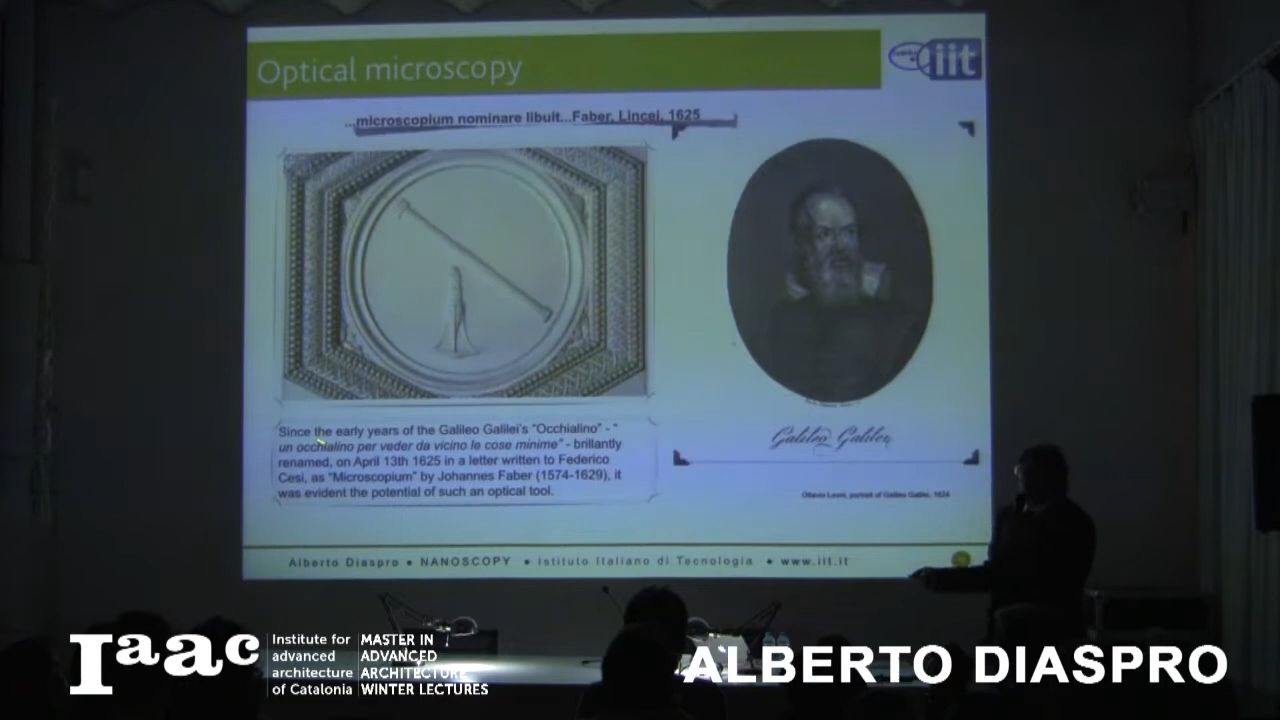 Optical microscopy
iit
...microscopium nominare libuit...Faber, Lincei, 1625
Since the early years of the Galileo Galilei's "Occhialino" - "
un occhialino per veder da vicino le cose minime" - brillantly
renamed, on April 13th 1625 in a letter written to Federico
Cesi, as "Microscopium" by Johannes Faber (1574-1629), it
was evident the potential of such an optical tool.
Galileo Galilei
Ottavio Leoni, portrait of Galileo Galilei, 1624
Alberto Diaspro • NANOSCOPY • Istituto Italiano di Tecnologia • www.iit.it
Iaac
Institute for
advanced
architecture
of Catalonia
MASTER IN
ADVANCED
ARCHITECTURE
WINTER LECTURES
ALBERTO DIASPRO